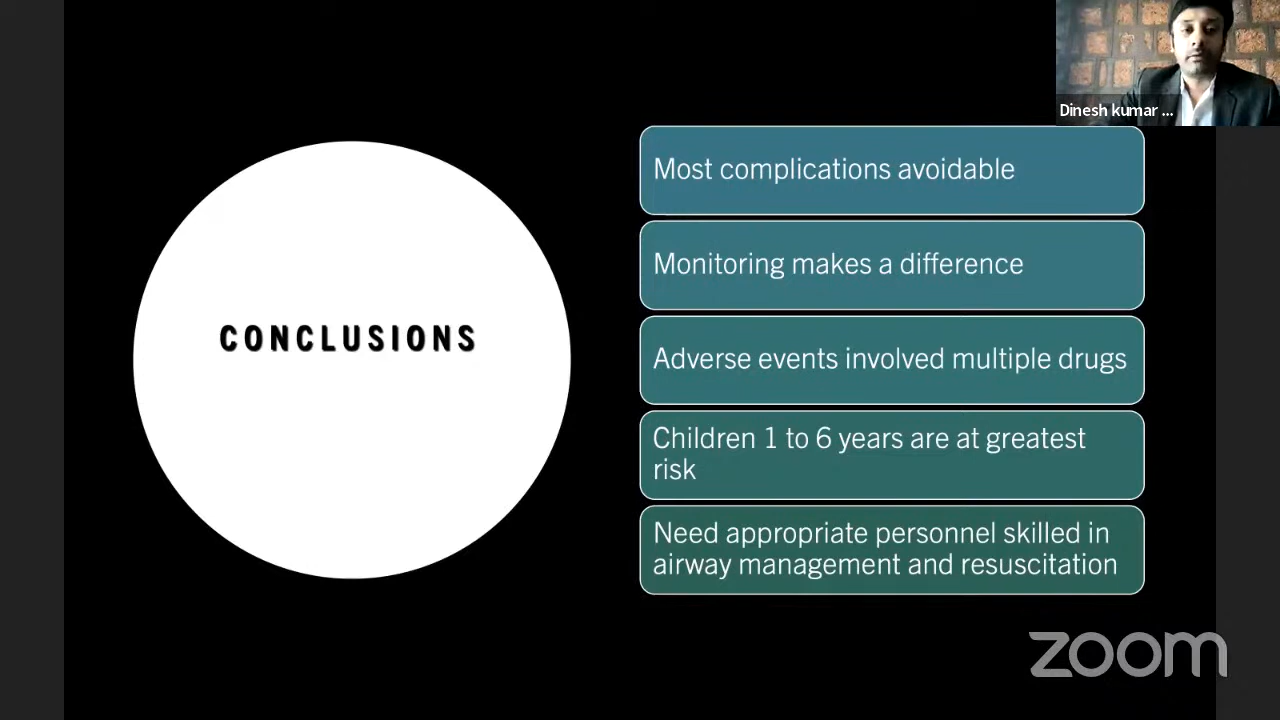 Dinesh kumar ...
CONCLUSIONS
Most complications avoidable
Monitoring makes a difference
Adverse events involved multiple drugs
Children 1 to 6 years are at greatest
risk
Need appropriate personnel skilled in
airway management and resuscitation
zoom